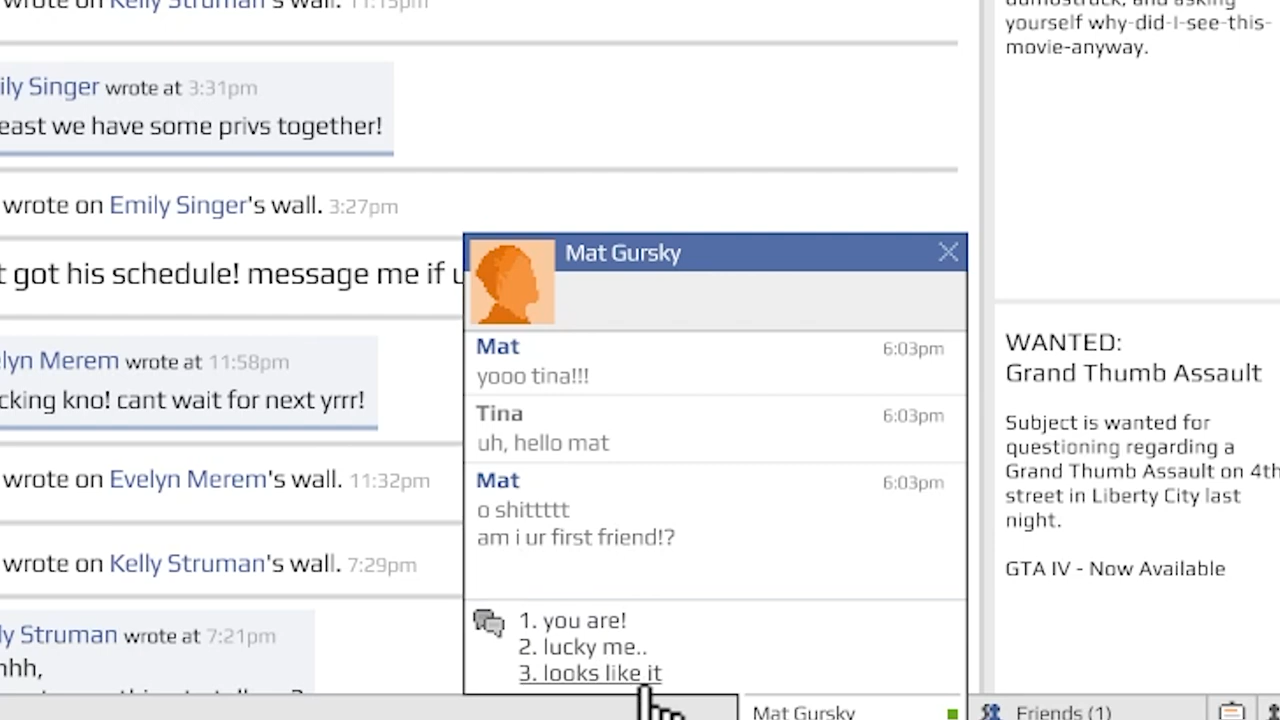 wrote on Kelly Struman's wall. 11:15pm
ily Singer wrote at 3:31pm
east we have some privs together!
wrote on Emily Singer's wall. 3:27pm
t got his schedule! message me if u
elyn Merem wrote at 11:58pm
cking kno! cant wait for next yrrr!
wrote on Evelyn Merem's wall. 11:32pm
wrote on Kelly Struman's wall. 7:29pm
ly Struman wrote at 7:21pm
hhh,
Mat Gursky
Mat 6:03pm
yooo tina!!!
Tina 6:03pm
uh, hello mat
Mat 6:03pm
o shittttt
am i ur first friend!?
1. you are!
2. lucky me..
3. looks like it
Mat Gursky
Friends (1)
dumbstruck, and asking
yourself why-did-I-see-this-
movie-anyway.
WANTED:
Grand Thumb Assault
Subject is wanted for
questioning regarding a
Grand Thumb Assault on 4th
street in Liberty City last
night.
GTA IV - Now Available